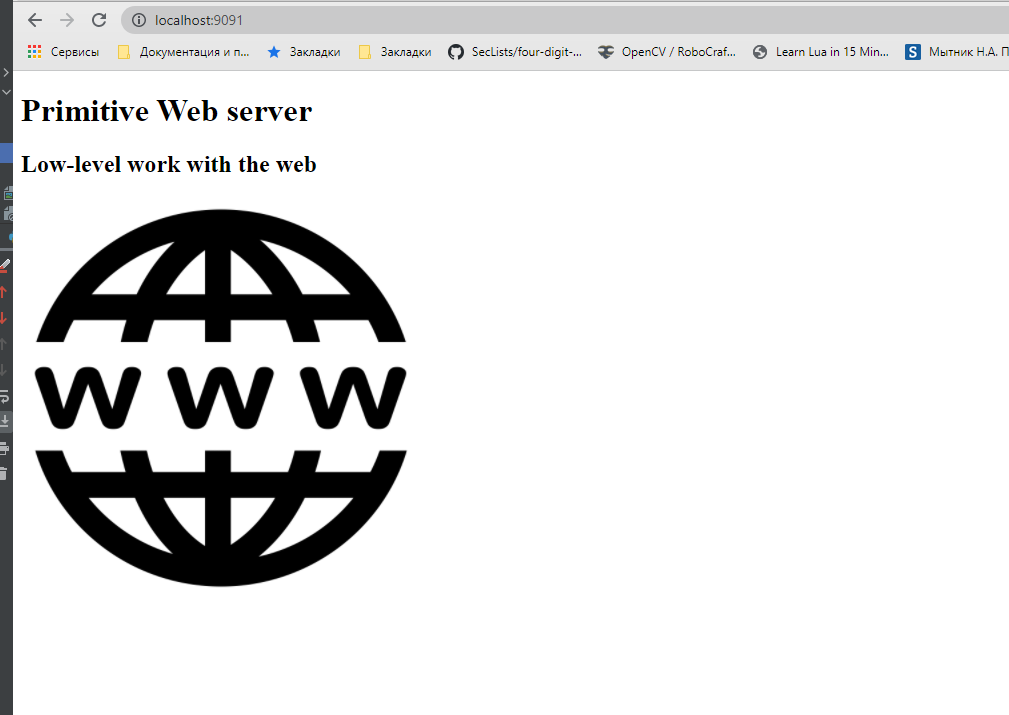 localhost:9091
Сервисы Документация и п... Закладки Закладки SecLists/four-digit-... OpenCV / RoboCraf... Learn Lua in 15 Min... S Мытник Н.А. П
Primitive Web server
Low-level work with the web
www